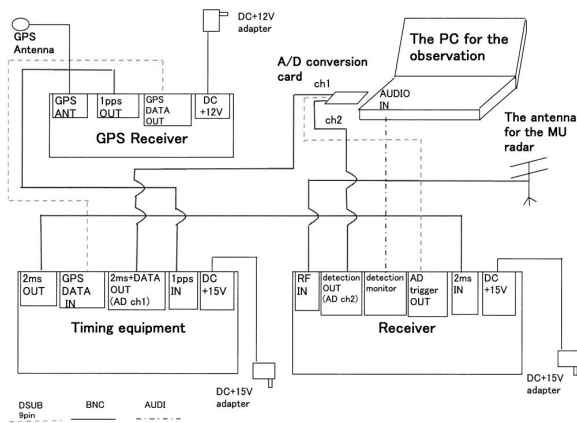 GPS
Antenna
DC+12V
adapter
The PC for the
observation
A/D conversion
card
ch1
ch2
AUDIO
IN
The antenna
for the MU
radar
GPS
ANT
1pps
OUT
GPS
DATA
OUT
DC
+12V
GPS Receiver
2ms
OUT
GPS
DATA
IN
2ms+DATA
OUT
(AD ch1)
1pps
IN
DC
+15V
Timing equipment
RF
IN
detection
OUT
(AD ch2)
detection
monitor
AD
trigger
OUT
2ms
IN
DC
+15V
Receiver
DC+15V
adapter
DC+15V
adapter
DSUB
9pin
BNC
AUDI